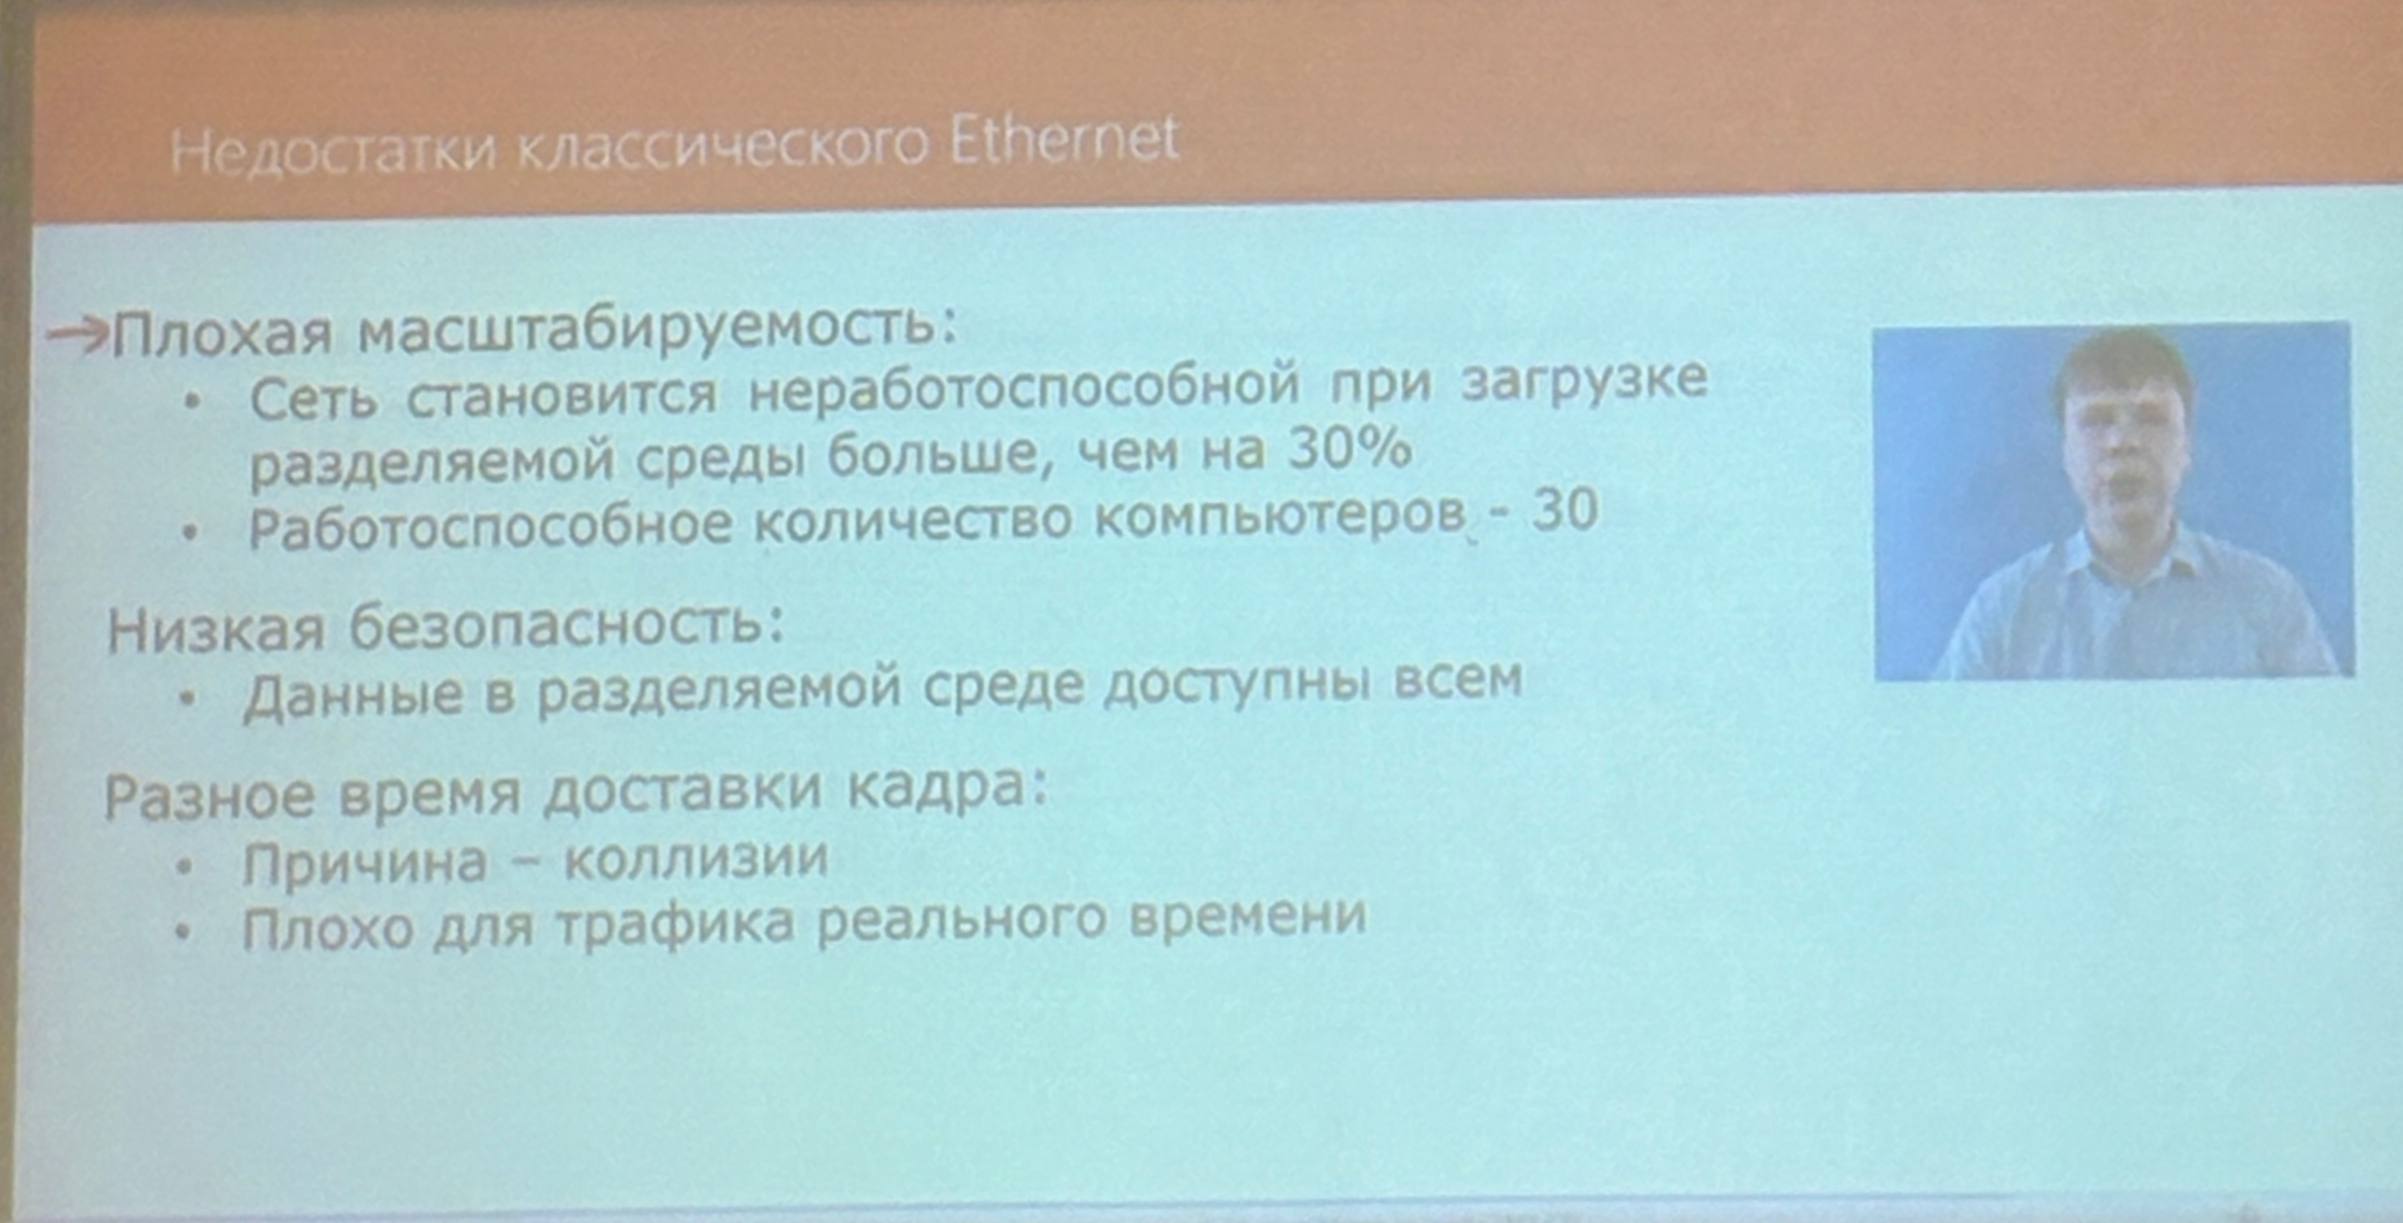 Недостатки классического Ethernet
→Плохая масштабируемость:
• Сеть становится неработоспособной при загрузке
разделяемой среды больше, чем на 30%
• Работоспособное количество компьютеров - 30
Низкая безопасность:
• Данные в разделяемой среде доступны всем
Разное время доставки кадра:
• Причина – коллизии
• Плохо для трафика реального времени